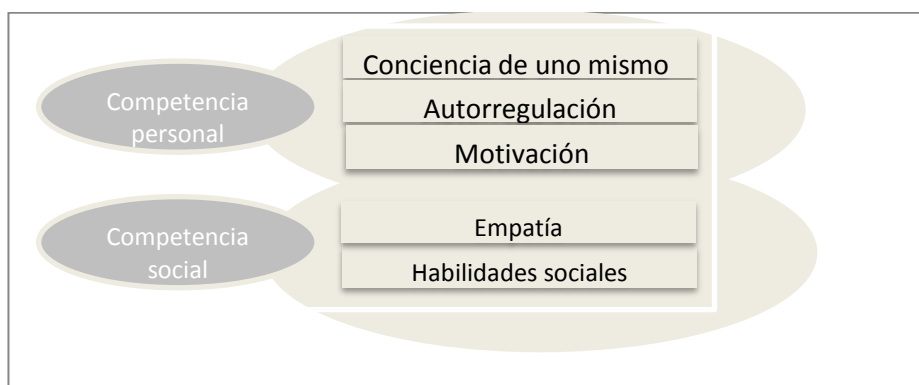 Competencia
personal
Conciencia de uno mismo
Autorregulación
Motivación
Competencia
social
Empatía
Habilidades sociales